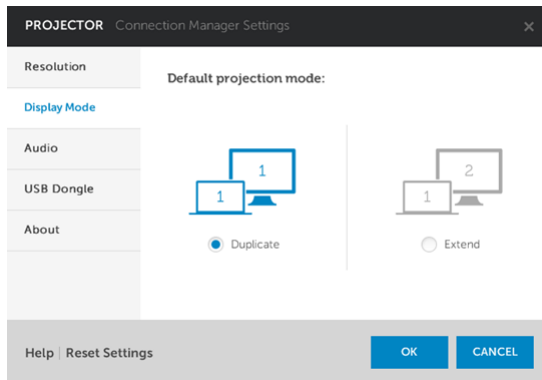 PROJECTOR Connection Manager Settings ×
Resolution
Default projection mode:
Display Mode
Audio
USB Dongle
About
1 1
1 2
Duplicate
Extend
Help | Reset Settings
OK
CANCEL